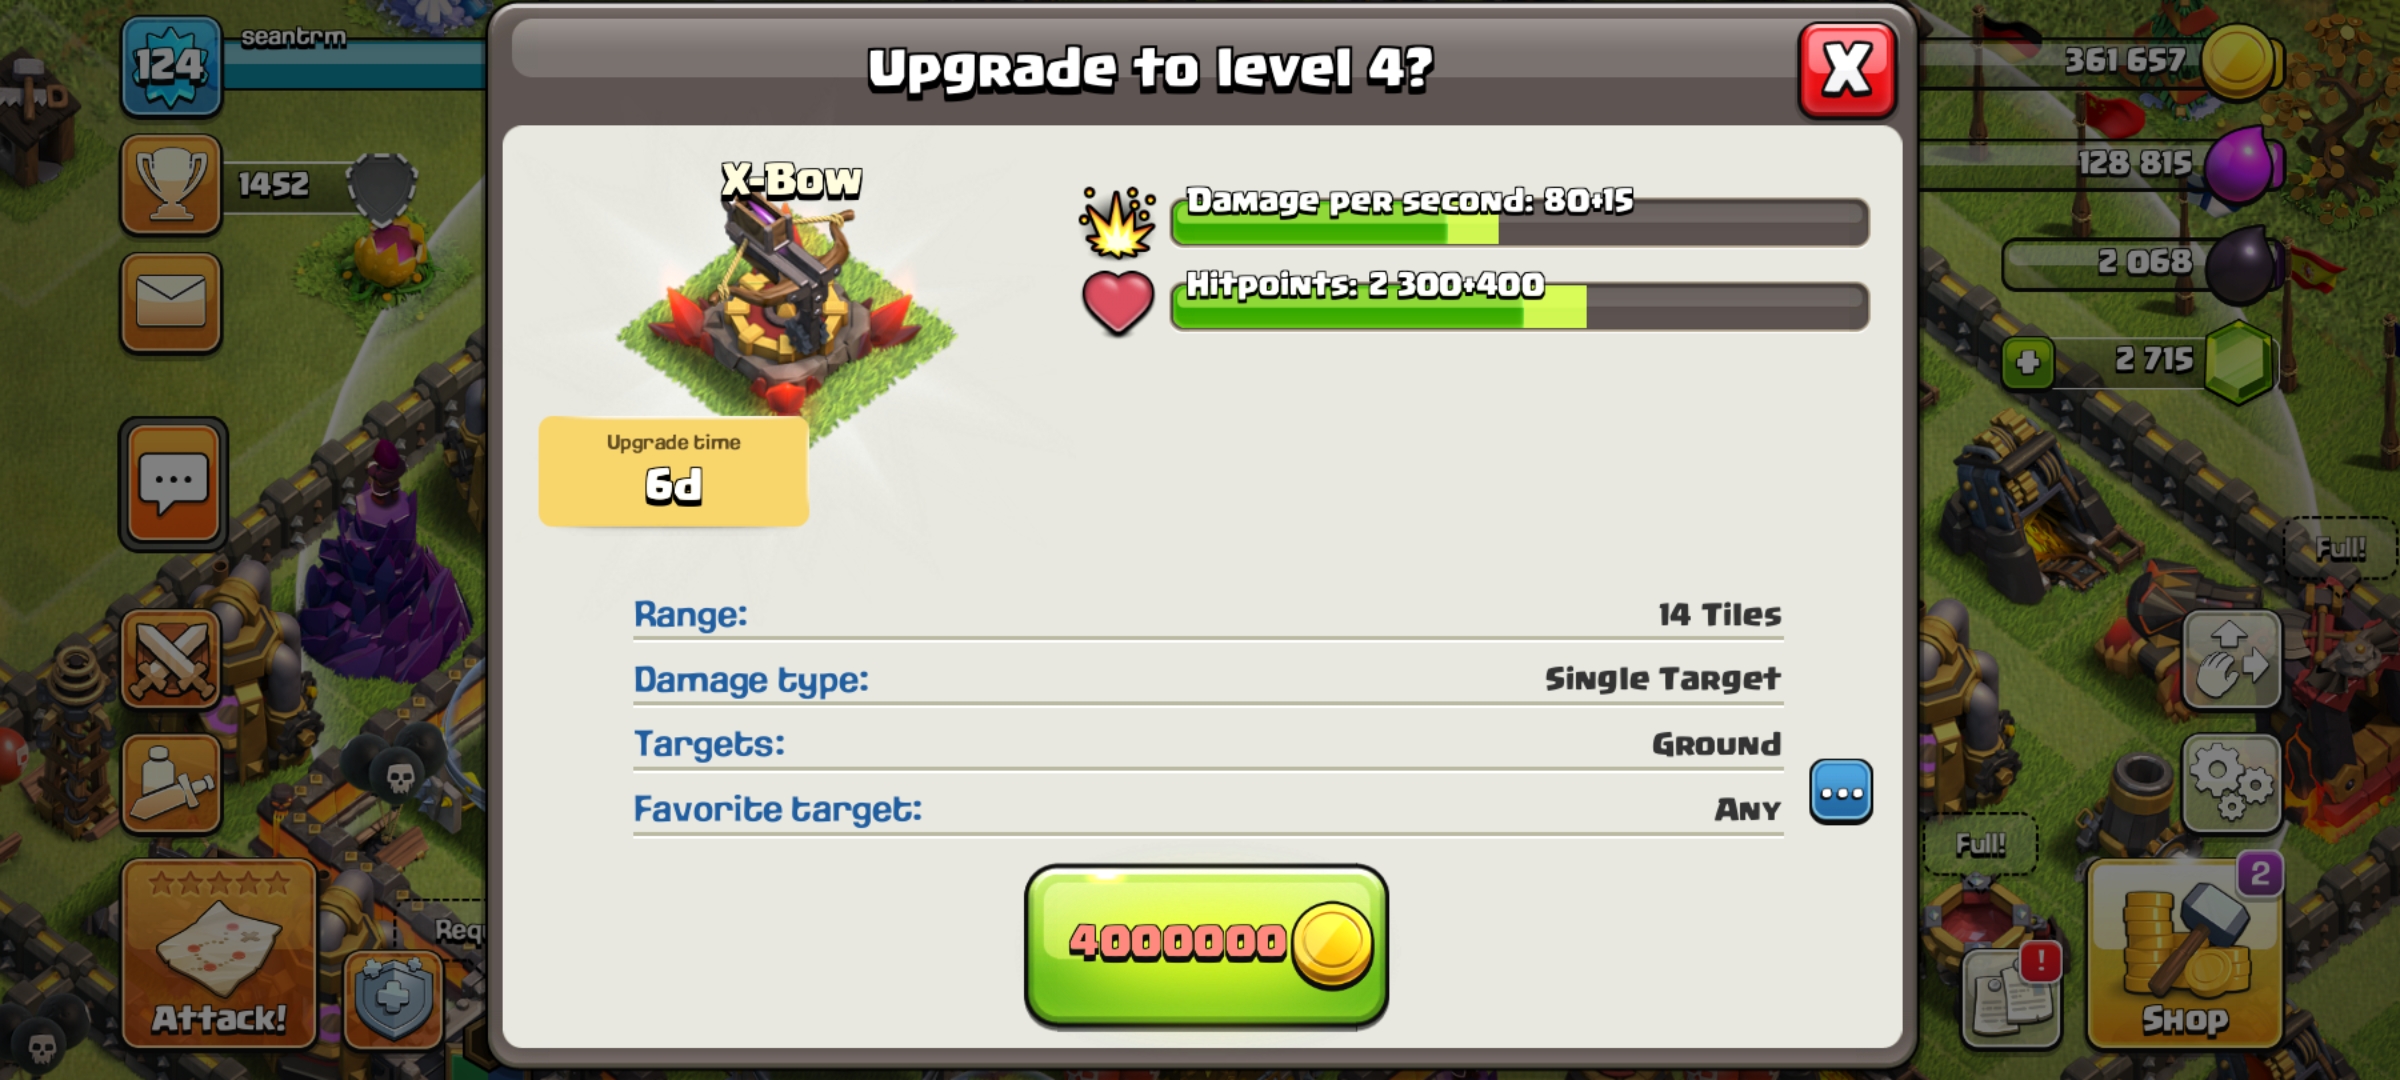 124
seantrm
Upgrade to level 4?
X
361 657
1452
X-Bow
Damage per second: 80+15
128 815
Hitpoints: 2 300+400
2 068
2 715
Upgrade time
6d
Full!
Range: 14 Tiles
Damage type: Single Target
Targets: Ground
Favorite target: Any
Full!
2
4000000
Attack!
!
Shop